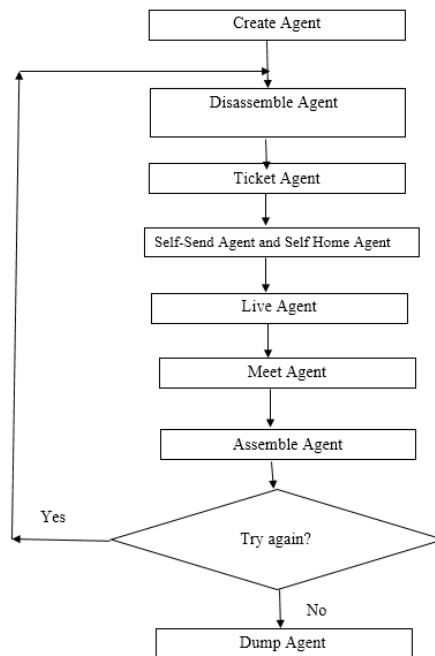 Create Agent
Disassemble Agent
Ticket Agent
Self-Send Agent and Self Home Agent
Live Agent
Meet Agent
Assemble Agent
Yes
Try again?
No
Dump Agent